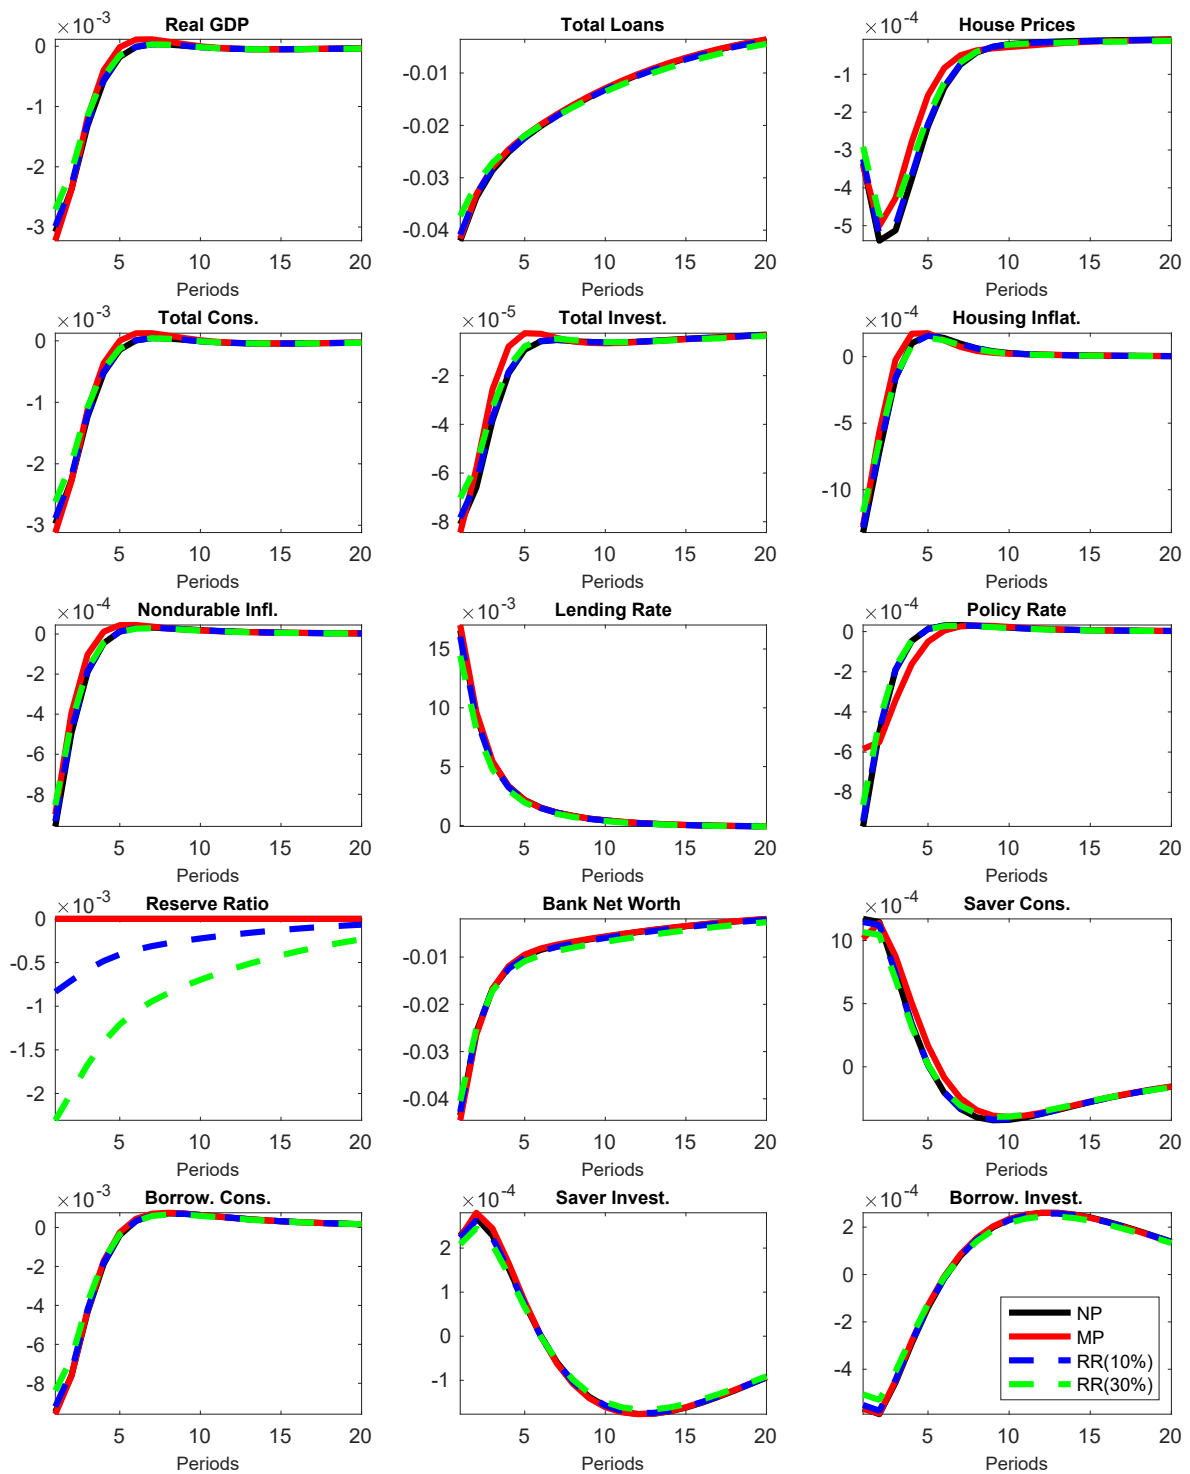 ×10⁻³ Real GDP
0
-1
-2
-3
5 10 15 20
Periods
Total Loans
-0.01
-0.02
-0.03
-0.04
5 10 15 20
Periods
×10⁻⁴ House Prices
-1
-2
-3
-4
-5
5 10 15 20
Periods
×10⁻³ Total Cons.
0
-1
-2
-3
5 10 15 20
Periods
×10⁻⁵ Total Invest.
-2
-4
-6
-8
5 10 15 20
Periods
×10⁻⁴ Housing Inflat.
0
-5
-10
5 10 15 20
Periods
×10⁻⁴ Nondurable Infl.
0
-2
-4
-6
-8
5 10 15 20
Periods
×10⁻³ Lending Rate
15
10
5
0
5 10 15 20
Periods
×10⁻⁴ Policy Rate
0
-2
-4
-6
-8
5 10 15 20
Periods
×10⁻³ Reserve Ratio
0
-0.5
-1
-1.5
-2
5 10 15 20
Periods
Bank Net Worth
-0.01
-0.02
-0.03
-0.04
5 10 15 20
Periods
×10⁻⁴ Saver Cons.
10
5
0
5 10 15 20
Periods
×10⁻³ Borrow. Cons.
0
-2
-4
-6
-8
5 10 15 20
Periods
×10⁻⁴ Saver Invest.
2
1
0
-1
5 10 15 20
Periods
×10⁻⁴ Borrow. Invest.
2
0
-2
-4
5 10 15 20
Periods
NP
MP
RR(10%)
RR(30%)